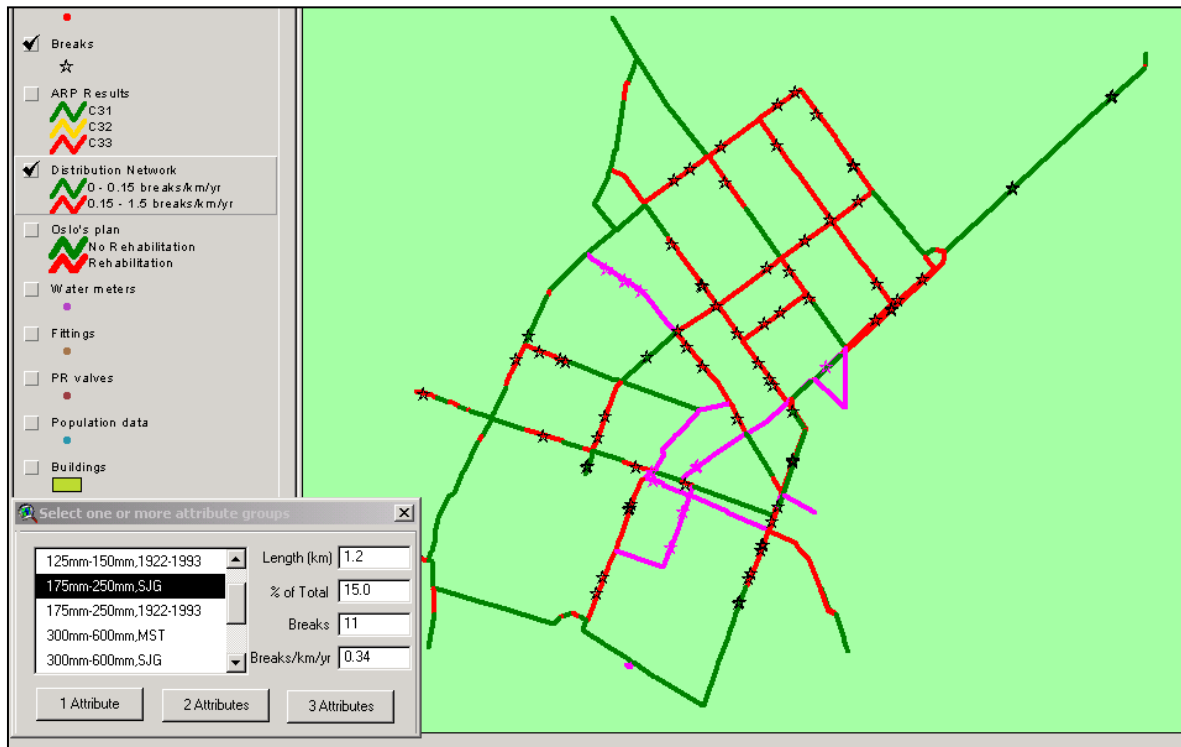 Breaks
ARP Results
C31
C32
C33
Distribution Network
0 - 0.15 breaks/km/yr
0.15 - 1.5 breaks/km/yr
Oslo's plan
No Rehabilitation
Rehabilitation
Water meters
Fittings
PR valves
Population data
Buildings
Select one or more attribute groups
125mm-150mm,1922-1993
175mm-250mm,SJG
175mm-250mm,1922-1993
300mm-600mm,MST
300mm-600mm,SJG
Length (km) 1.2
% of Total 15.0
Breaks 11
Breaks/km/yr 0.34
1 Attribute 2 Attributes 3 Attributes